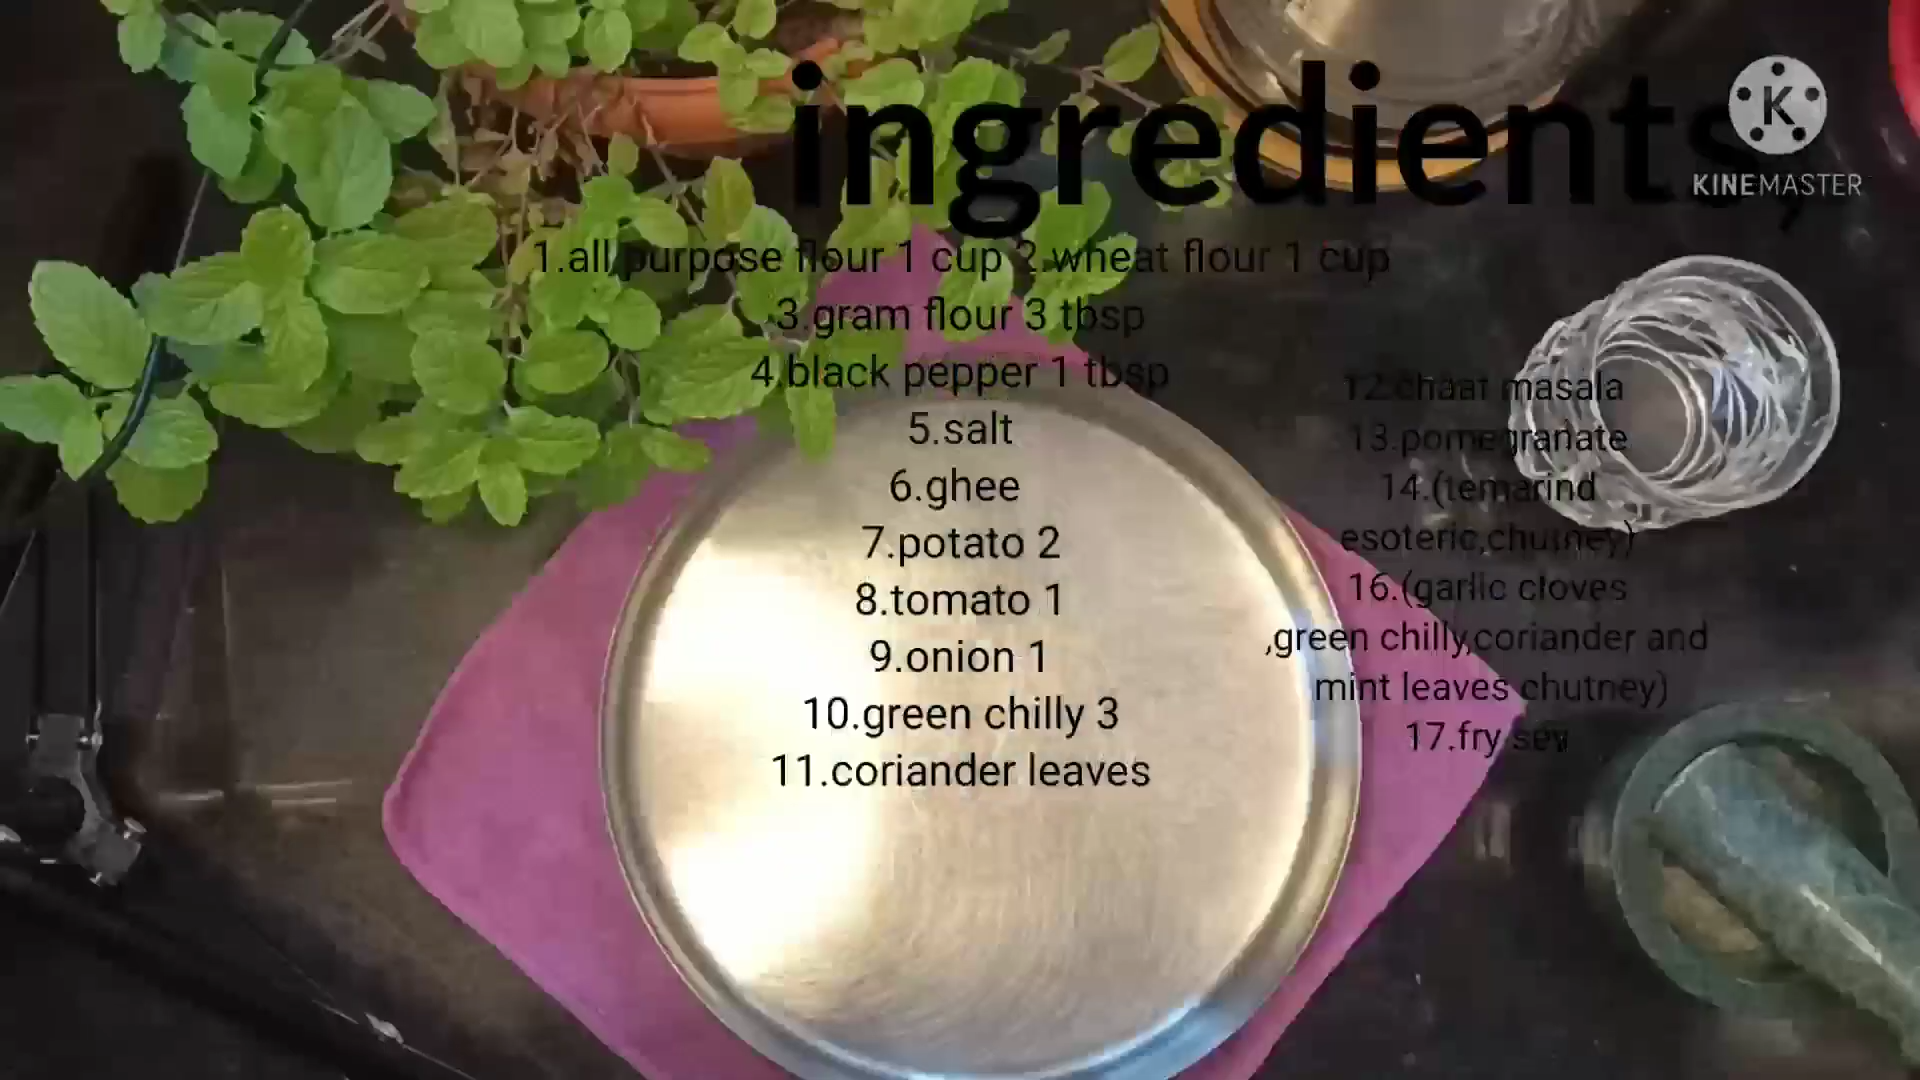 ingredients,
KINEMASTER
1.all purpose flour 1 cup 2.wheat flour 1 cup
3.gram flour 3 tbsp
4.black pepper 1 tbsp
5.salt
6.ghee
7.potato 2
8.tomato 1
9.onion 1
10.green chilly 3
11.coriander leaves
12.chaat masala
13.pomegranate
14.(temarind
esoteric,chutney)
16.(garlic cloves
,green chilly,coriander and
mint leaves chutney)
17.fry sev